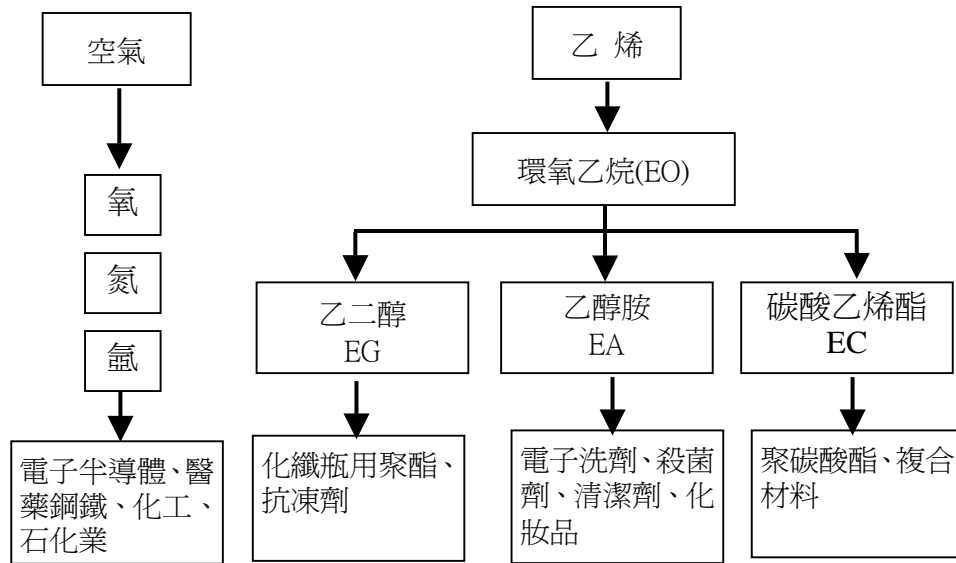 空氣
氧
氮
氬
電子半導體、醫
藥鋼鐵、化工、
石化業
乙 烯
環氧乙烷(EO)
乙二醇
EG
乙醇胺
EA
碳酸乙烯酯
EC
化纖瓶用聚酯、
抗凍劑
電子洗劑、殺菌
劑、清潔劑、化
妝品
聚碳酸酯、複合
材料